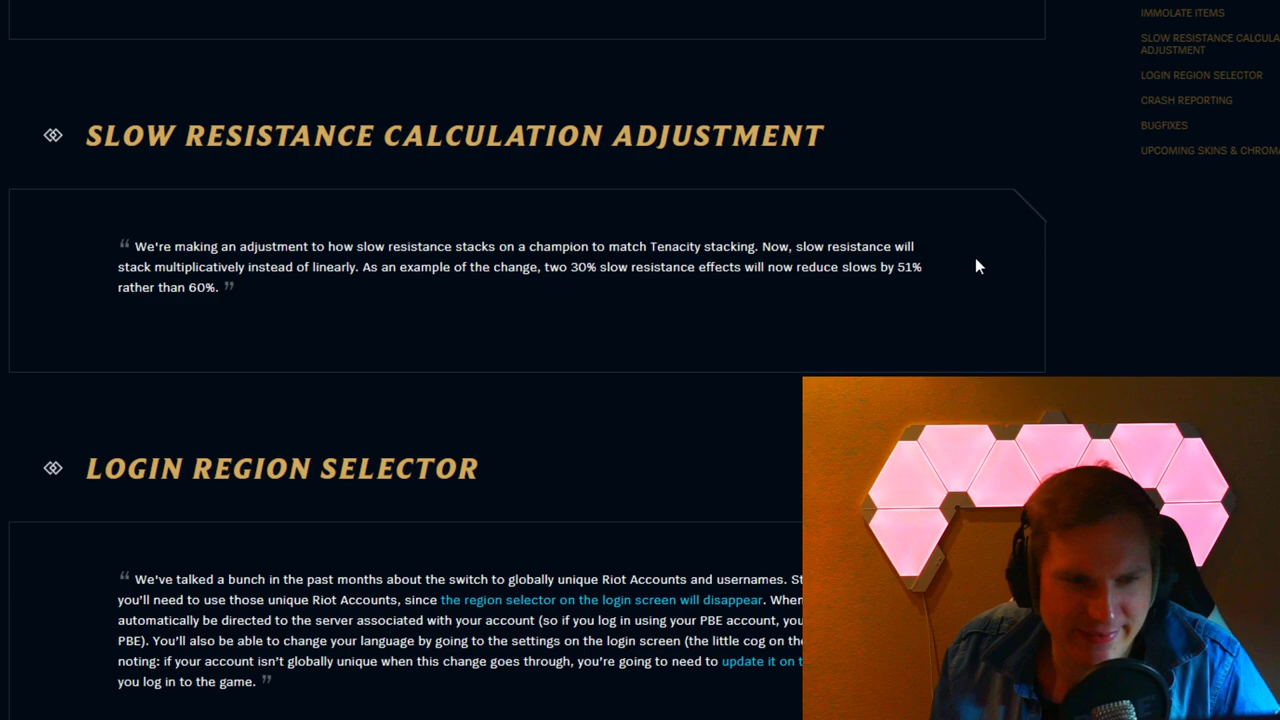 IMMOLATE ITEMS
SLOW RESISTANCE CALCULA
ADJUSTMENT
LOGIN REGION SELECTOR
CRASH REPORTING
BUGFIXES
UPCOMING SKINS & CHROMA
SLOW RESISTANCE CALCULATION ADJUSTMENT
“ We're making an adjustment to how slow resistance stacks on a champion to match Tenacity stacking. Now, slow resistance will
stack multiplicatively instead of linearly. As an example of the change, two 30% slow resistance effects will now reduce slows by 51%
rather than 60%. ”
LOGIN REGION SELECTOR
“ We've talked a bunch in the past months about the switch to globally unique Riot Accounts and usernames. St
you'll need to use those unique Riot Accounts, since the region selector on the login screen will disappear. When
automatically be directed to the server associated with your account (so if you log in using your PBE account, you
PBE). You'll also be able to change your language by going to the settings on the login screen (the little cog on the
noting: if your account isn't globally unique when this change goes through, you're going to need to update it on t
you log in to the game. ”